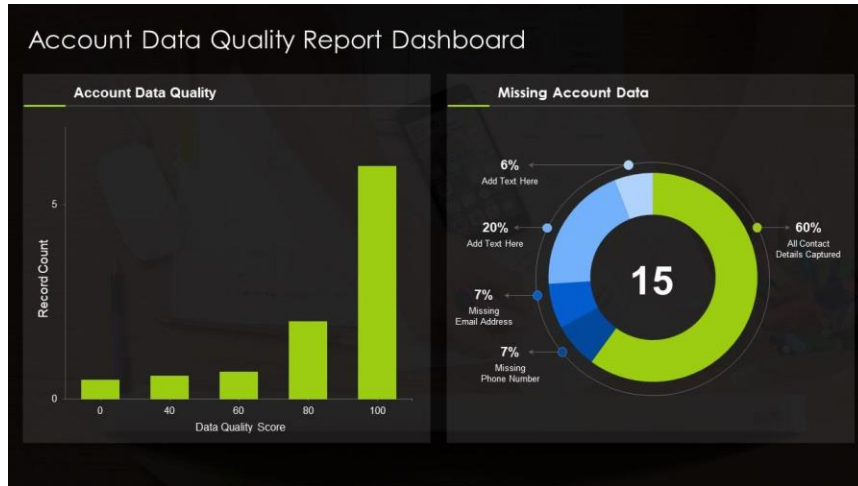 Account Data Quality Report Dashboard
Account Data Quality
5
0
Record Count
0
40
60
80
100
Data Quality Score
Missing Account Data
6%
Add Text Here
20%
Add Text Here
7%
Missing
Email Address
7%
Missing
Phone Number
15
60%
All Contact
Details Captured